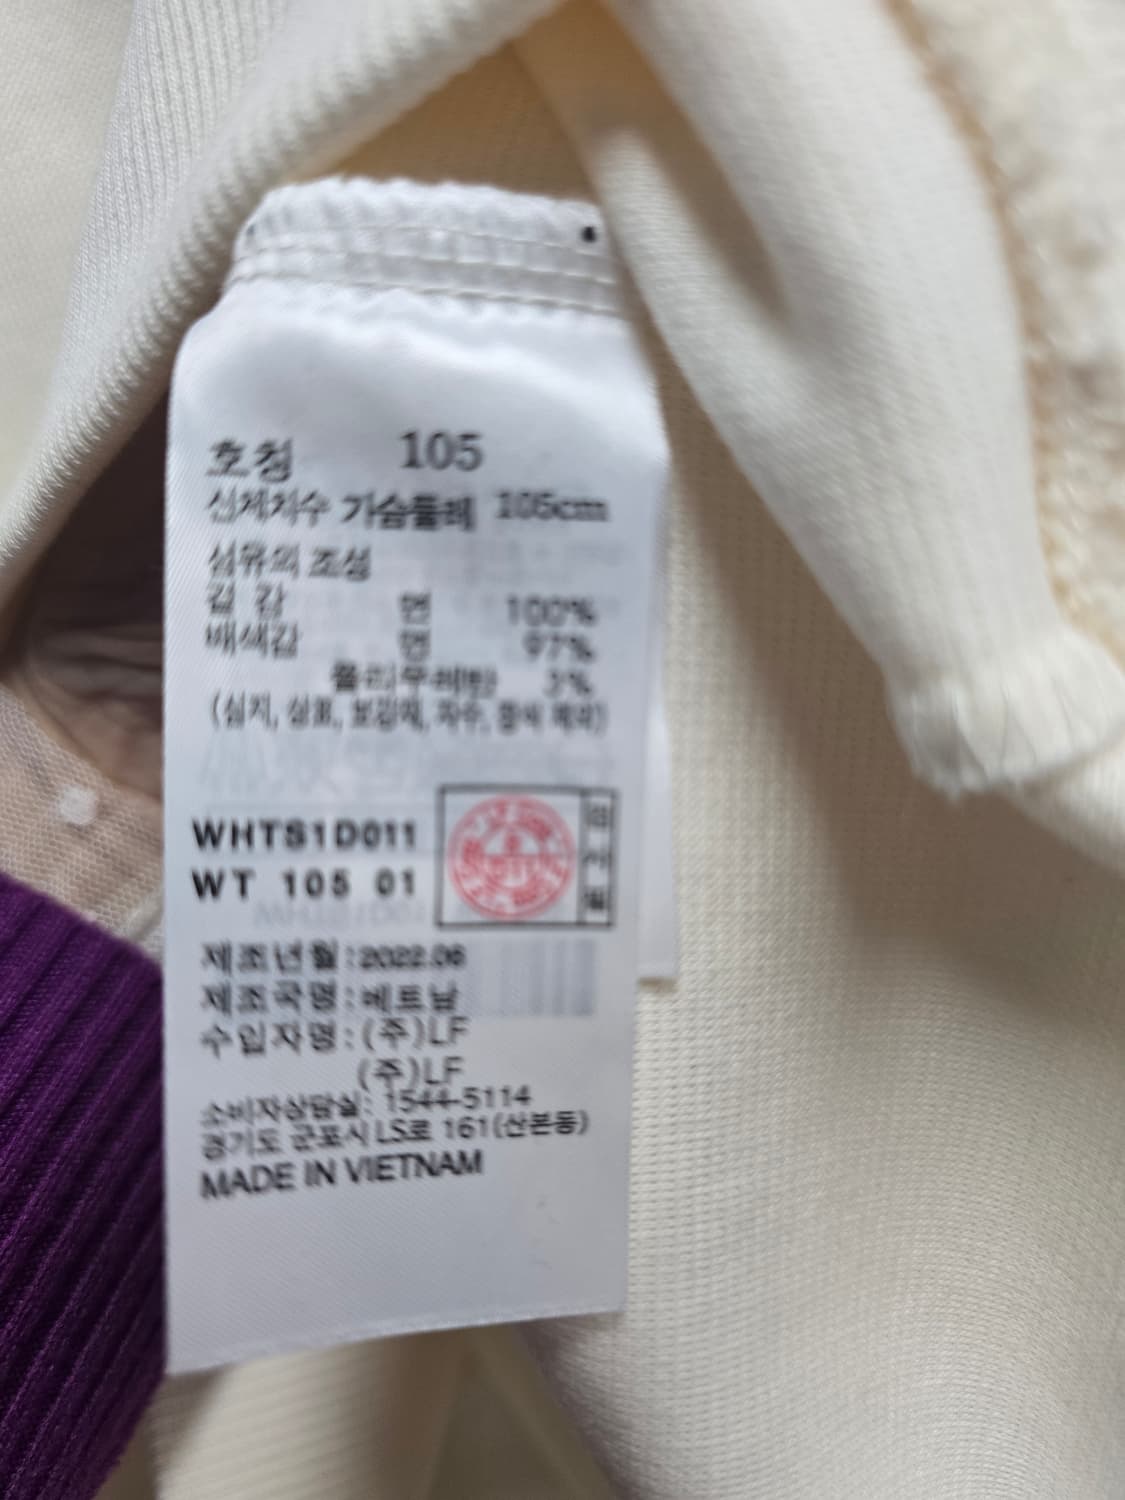 호칭 105
신체치수 가슴둘레 105cm
섬유의 조성
겉 감 면 100%
배색감 면 97%
폴리우레탄 3%
(심지, 상표, 보강재, 자수, 장식 제외)
WHTS1D011
WT 105 01
제조년월:2022.06
제조국명:베트남
수입자명:(주)LF
(주)LF
소비자상담실: 1544-5114
경기도 군포시 LS로 161(산본동)
MADE IN VIETNAM